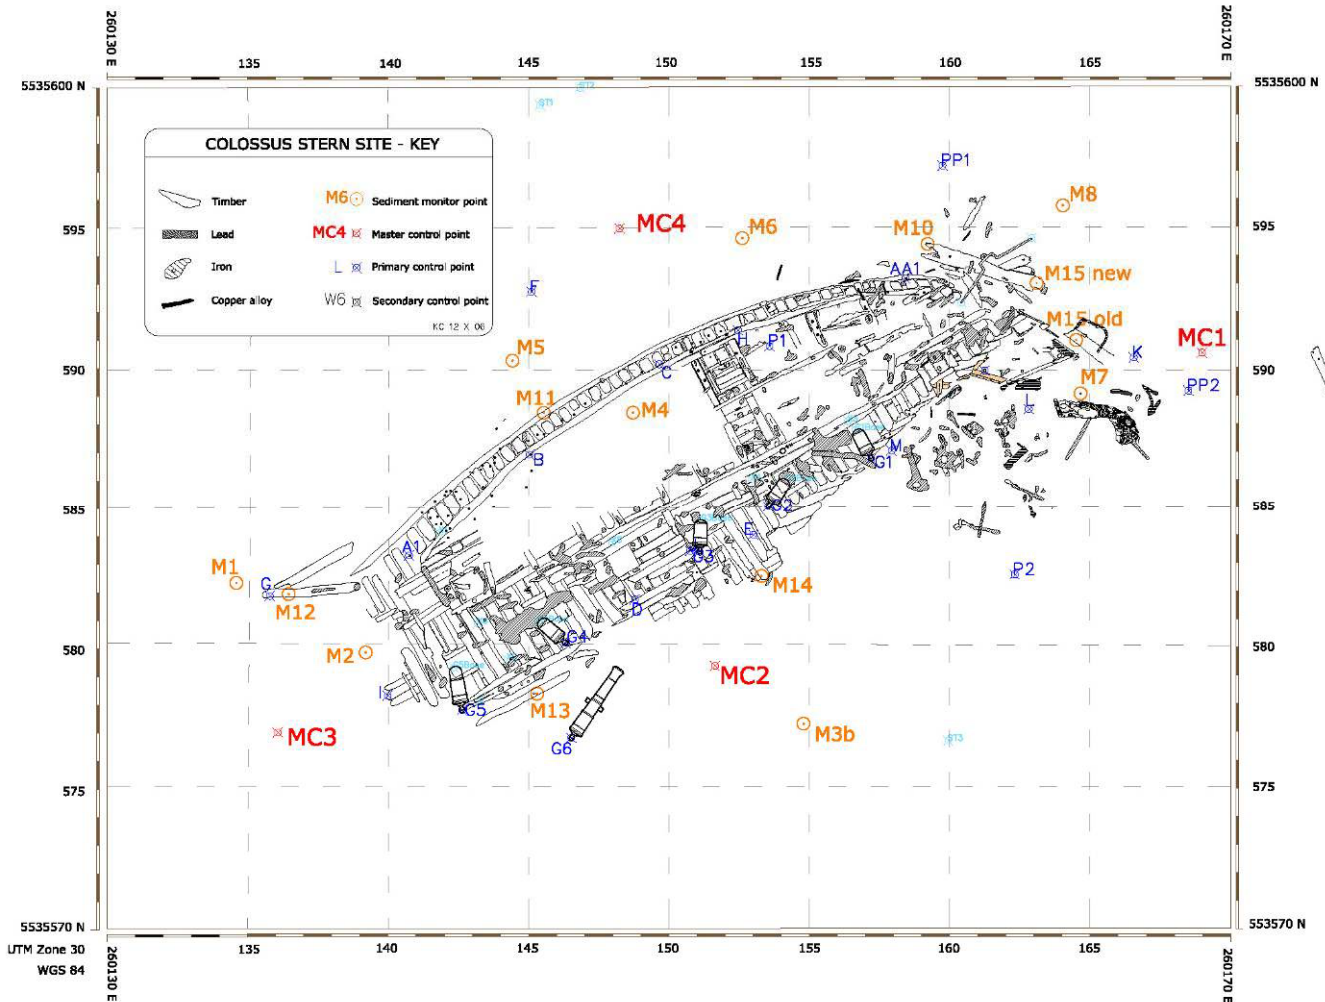 260130 E
260170 E
135
140
145
150
155
160
165
5535600 N
5535600 N
ST2
ST1
COLOSSUS STERN SITE - KEY
Timber
M6 Sediment monitor point
Lead
MC4 Master control point
Iron
L Primary control point
Copper alloy
W6 Secondary control point
KC 12 X 06
PP1
M8
595
MC4
M6
M10
595
AA1
M15 new
F
M15 old
H
P1
M5
K
MC1
590
C
590
M7
PP2
M11
M4
L
B
M
G1
585
G2
585
E
A1
G3
P2
M1
G
M12
M14
D
580
M2
G4
580
MC2
I
G5
M13
MC3
G6
M3b
ST3
575
575
5535570 N
5535570 N
135
140
145
150
155
160
165
UTM Zone 30
WGS 84
260130 E
260170 E